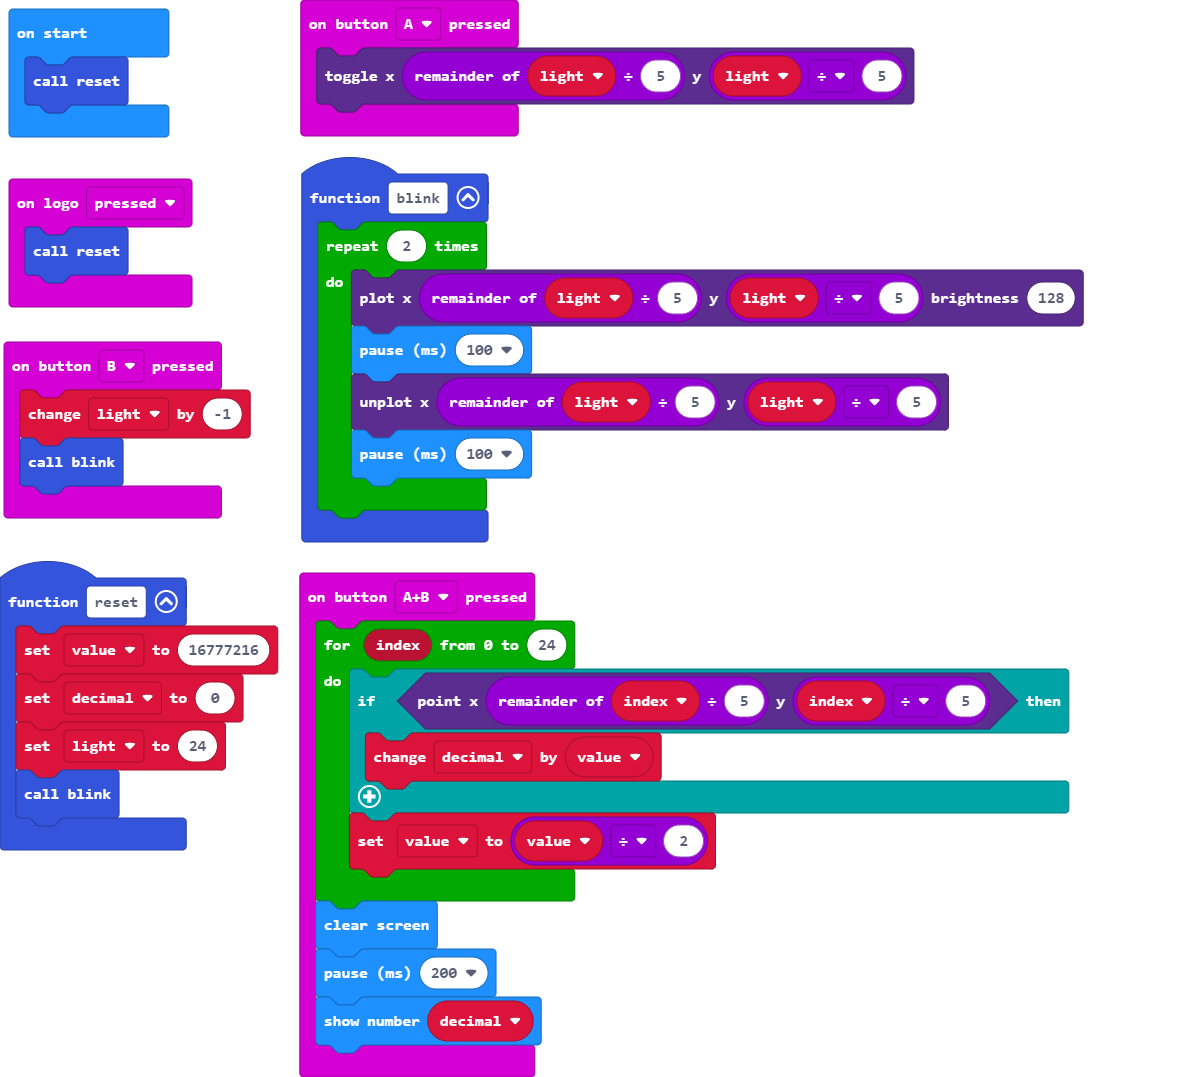 on start
call reset
on logo pressed
call reset
on button B pressed
change light by -1
call blink
function reset
set value to 16777216
set decimal to 0
set light to 24
call blink
on button A pressed
toggle x remainder of light ÷ 5 y light ÷ 5
function blink
repeat 2 times
do
plot x remainder of light ÷ 5 y light ÷ 5 brightness 128
pause (ms) 100
unplot x remainder of light ÷ 5 y light ÷ 5
pause (ms) 100
on button A+B pressed
for index from 0 to 24
do
if point x remainder of index ÷ 5 y index ÷ 5 then
change decimal by value
set value to value ÷ 2
clear screen
pause (ms) 200
show number decimal